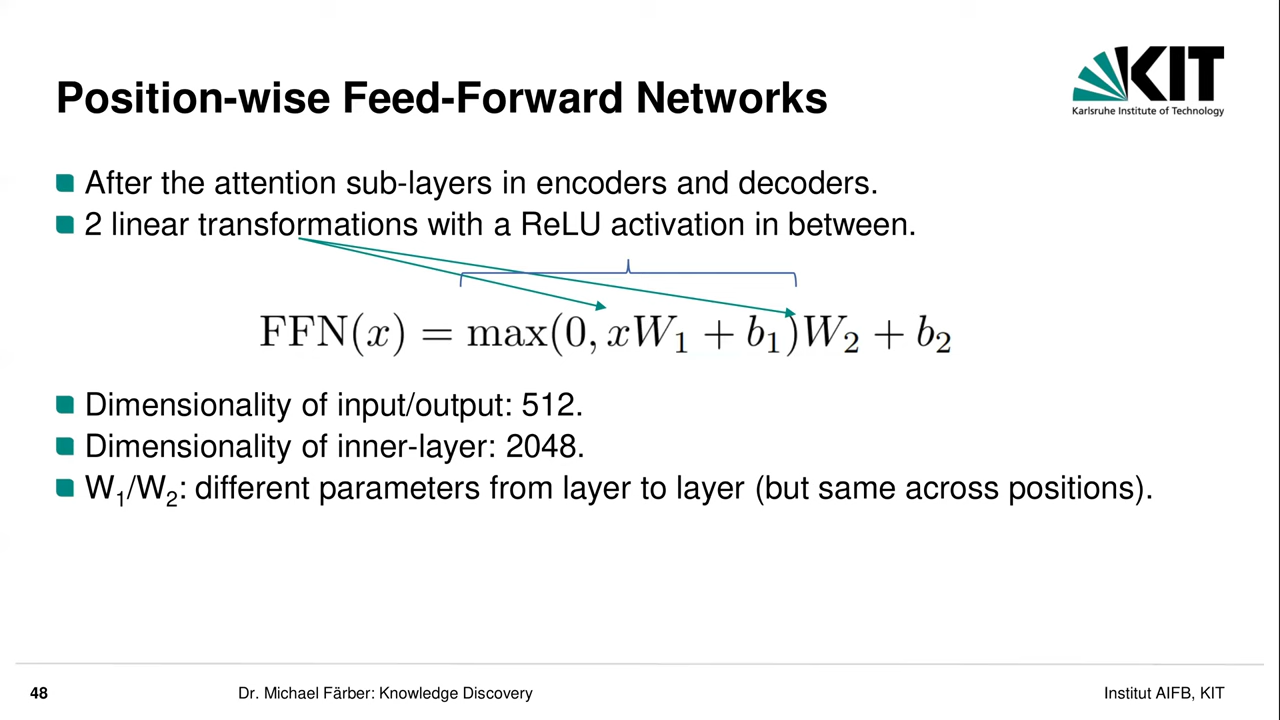 KIT
Karlsruhe Institute of Technology
Position-wise Feed-Forward Networks
After the attention sub-layers in encoders and decoders.
2 linear transformations with a ReLU activation in between.
FFN(x) = max(0, xW₁ + b₁)W₂ + b₂
Dimensionality of input/output: 512.
Dimensionality of inner-layer: 2048.
W₁/W₂: different parameters from layer to layer (but same across positions).
48 Dr. Michael Färber: Knowledge Discovery Institut AIFB, KIT